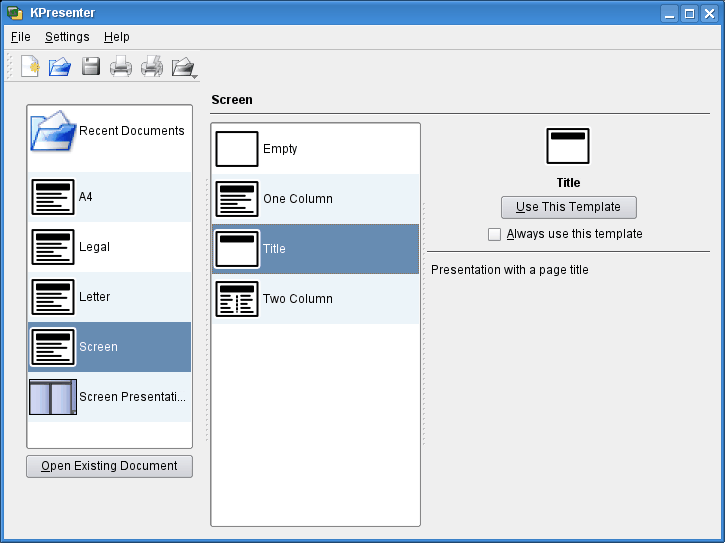 KPresenter
File Settings Help
Recent Documents
A4
Legal
Letter
Screen
Screen Presentati...
Open Existing Document
Screen
Empty
One Column
Title
Two Column
Title
Use This Template
Always use this template
Presentation with a page title